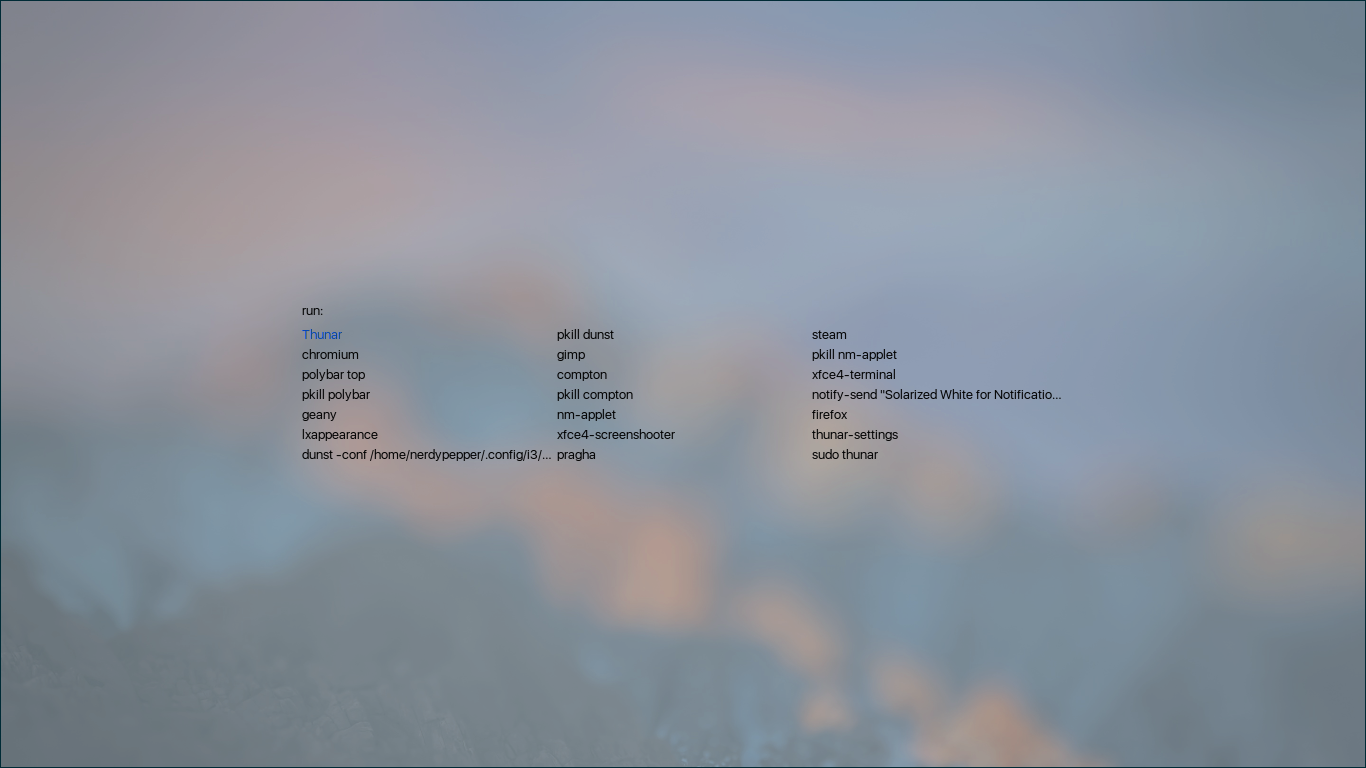 run:
Thunar
chromium
polybar top
pkill polybar
geany
lxappearance
dunst -conf /home/nerdypepper/.config/i3/...
pkill dunst
gimp
compton
pkill compton
nm-applet
xfce4-screenshooter
pragha
steam
pkill nm-applet
xfce4-terminal
notify-send "Solarized White for Notificatio...
firefox
thunar-settings
sudo thunar